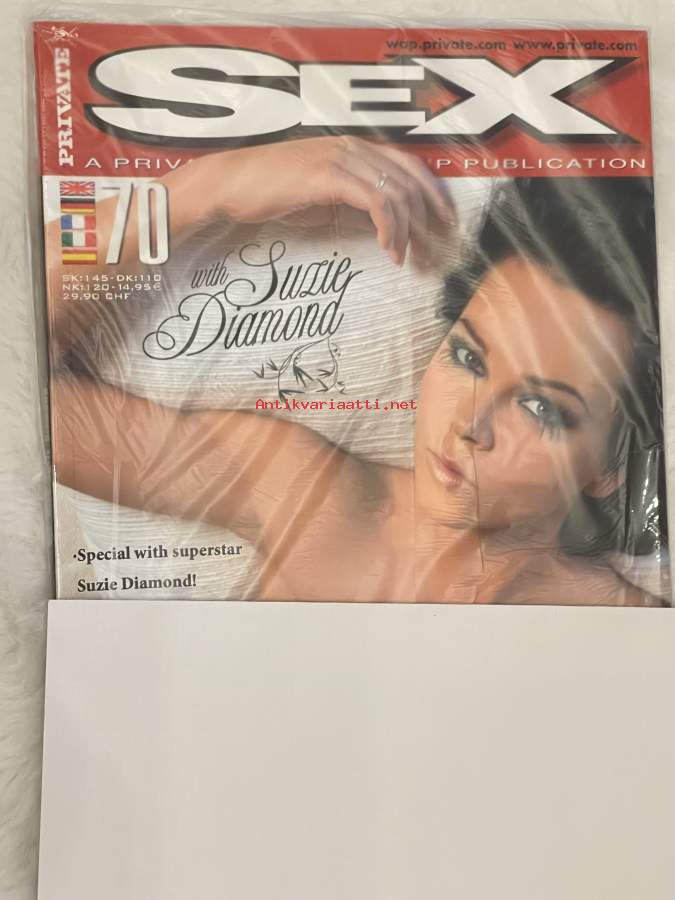 wap.private.com www.private.com
PRIVATE
SEX
A PRIVA P PUBLICATION
70
SK:145-DK:110
NK:120-14,95€
29,90 CHF
with Suzie
Diamond
Antikvariaatti.net
·Special with superstar
Suzie Diamond!